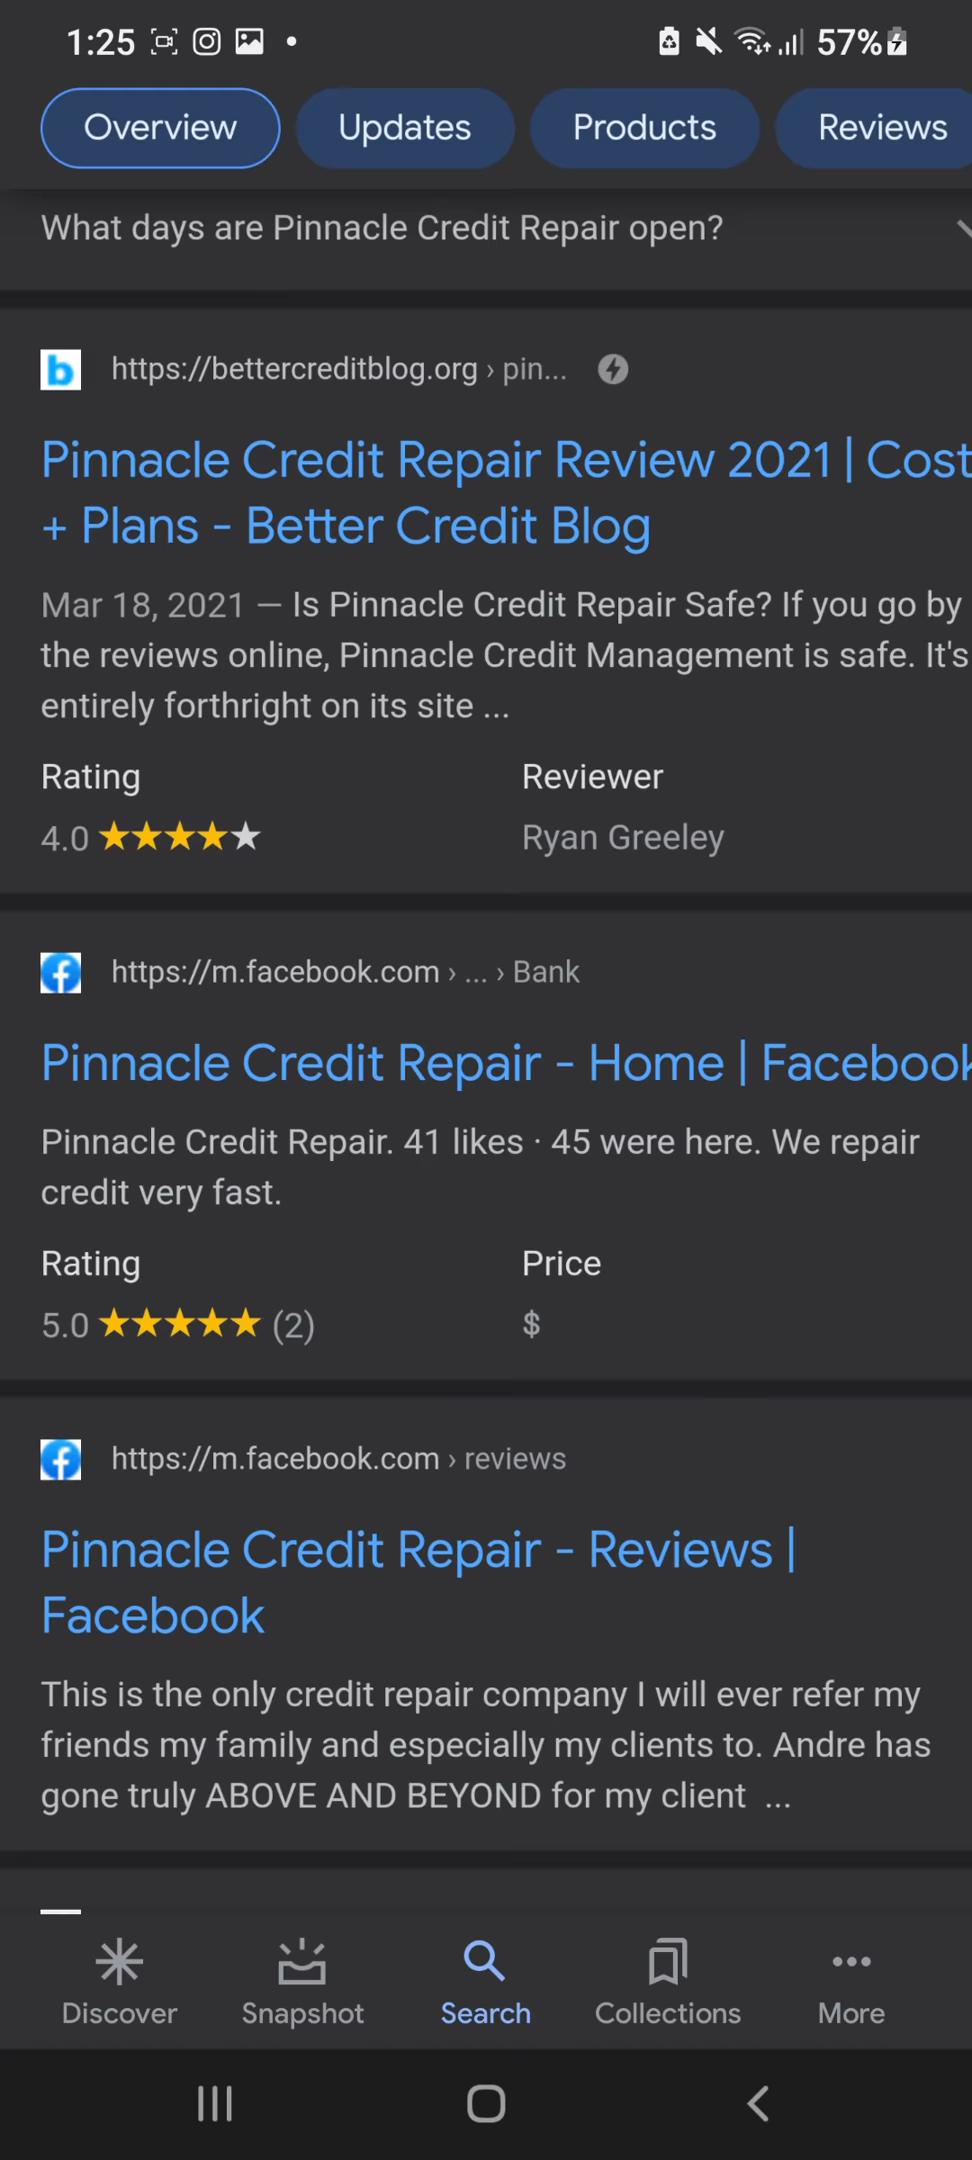 1:25
57%
Overview Updates Products Reviews
What days are Pinnacle Credit Repair open?
b https://bettercreditblog.org › pin...
Pinnacle Credit Repair Review 2021 | Cost
+ Plans - Better Credit Blog
Mar 18, 2021 — Is Pinnacle Credit Repair Safe? If you go by
the reviews online, Pinnacle Credit Management is safe. It's
entirely forthright on its site ...
Rating Reviewer
4.0 Ryan Greeley
https://m.facebook.com › ... › Bank
Pinnacle Credit Repair - Home | Facebook
Pinnacle Credit Repair. 41 likes · 45 were here. We repair
credit very fast.
Rating Price
5.0 (2) $
https://m.facebook.com › reviews
Pinnacle Credit Repair - Reviews |
Facebook
This is the only credit repair company I will ever refer my
friends my family and especially my clients to. Andre has
gone truly ABOVE AND BEYOND for my client ...
Discover Snapshot Search Collections More